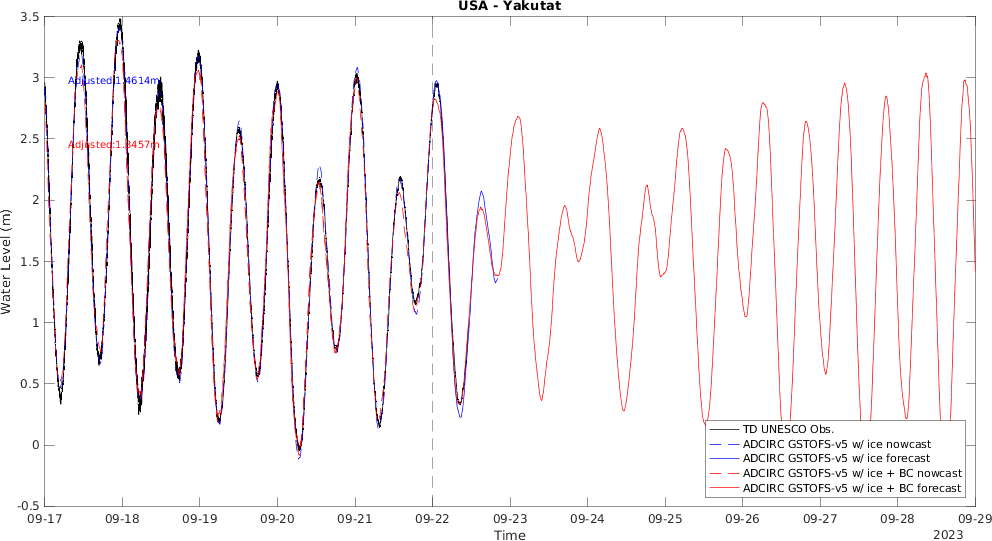 USA - Yakutat
3.5
3
2.5
2
1.5
1
0.5
0
-0.5
Water Level (m)
Adjusted:1.4614m
Adjusted:1.3457m
TD UNESCO Obs.
ADCIRC GSTOFS-v5 w/ ice nowcast
ADCIRC GSTOFS-v5 w/ ice forecast
ADCIRC GSTOFS-v5 w/ ice + BC nowcast
ADCIRC GSTOFS-v5 w/ ice + BC forecast
09-17 09-18 09-19 09-20 09-21 09-22 09-23 09-24 09-25 09-26 09-27 09-28 09-29
Time
2023